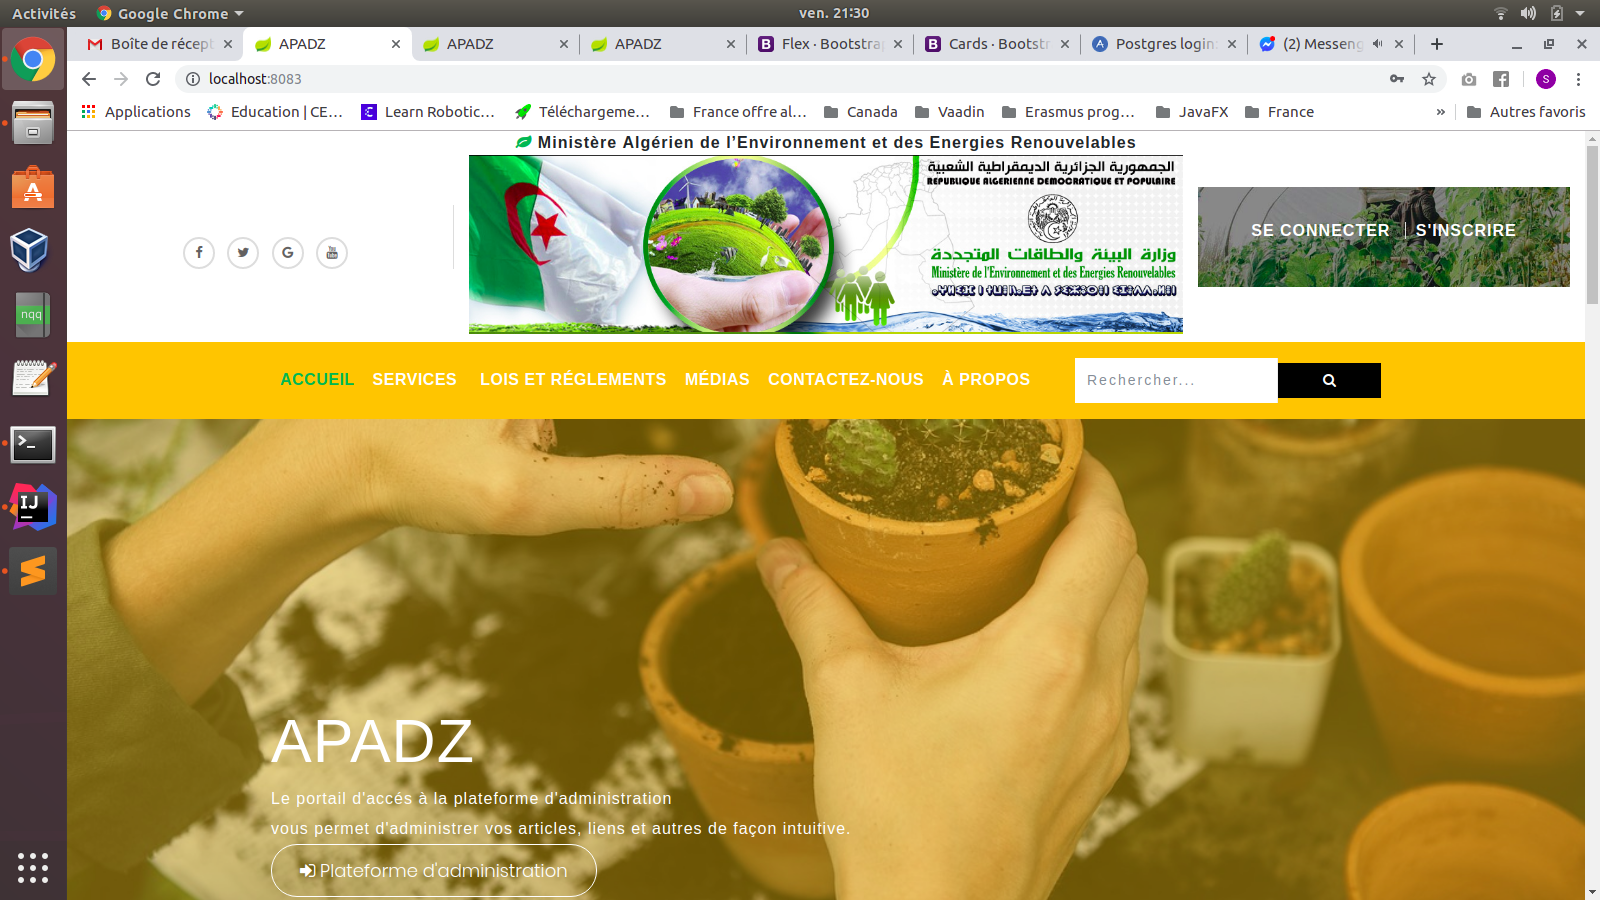 Activités
Google Chrome
ven. 21:30
Boîte de récept
APADZ
APADZ
APADZ
Flex · Bootstra
Cards · Bootst
Postgres login
(2) Messeng
localhost:8083
S
Applications
Education | CE...
Learn Robotic...
Téléchargeme...
France offre al...
Canada
Vaadin
Erasmus prog...
JavaFX
France
»
Autres favoris
Ministère Algérien de l’Environnement et des Energies Renouvelables
الجمهورية الجزائرية الديمقراطية الشعبية
REPUBLIQUE ALGERIENNE DEMOCRATIQUE ET POPULAIRE
وزارة البيئة والطاقات المتجددة
Ministère de l'Environnement et des Energies Renouvelables
SE CONNECTER
S'INSCRIRE
You Tube
nqq
ACCUEIL
SERVICES
LOIS ET RÉGLEMENTS
MÉDIAS
CONTACTEZ-NOUS
À PROPOS
Rechercher...
IJ
APADZ
Le portail d'accés à la plateforme d'administration
vous permet d'administrer vos articles, liens et autres de façon intuitive.
Plateforme d'administration